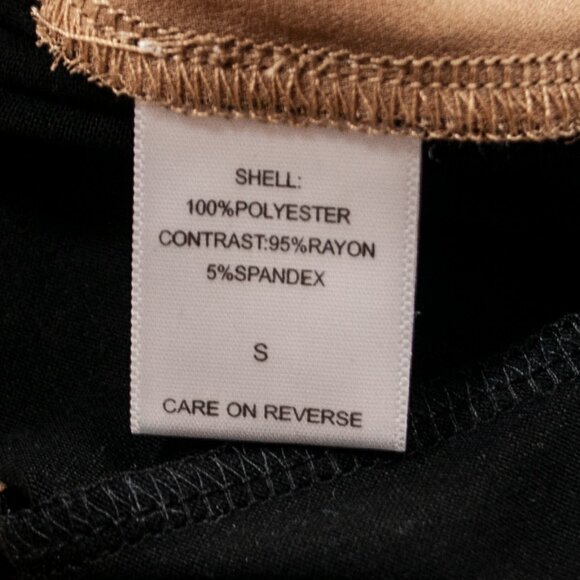 SHELL:
100%POLYESTER
CONTRAST:95%RAYON
5%SPANDEX
S
CARE ON REVERSE